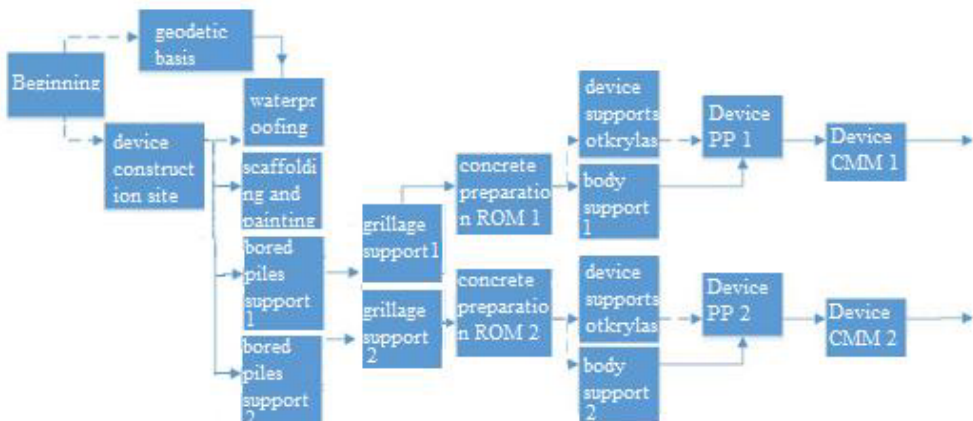 Beginning
geodetic
basis
device
construct
ion site
waterpr
oofing
scaffoldi
ng and
painting
bored
piles
support
1
bored
piles
support
2
grillage
support1
grillage
support
2
concrete
preparatio
n ROM 1
concrete
preparatio
n ROM 2
device
supports
otkrylas
body
support
1
device
supports
otkrylas
body
support
2
Device
PP 1
Device
CMM 1
Device
PP 2
Device
CMM 2